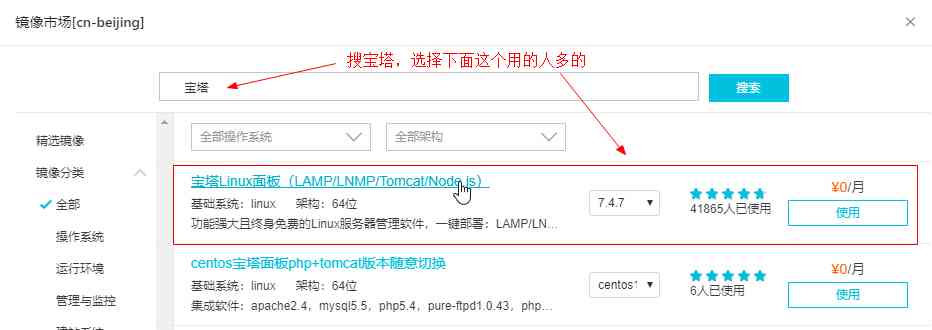 镜像市场[cn-beijing]
搜宝塔，选择下面这个用的人多的
宝塔
搜索
精选镜像
镜像分类
全部
操作系统
运行环境
管理与监控
全部操作系统
全部架构
宝塔Linux面板（LAMP/LNMP/Tomcat/Node.js）
基础系统：linux 架构：64位
功能强大且终身免费的Linux服务器管理软件，一键部署：LAMP/LN...
7.4.7
41865人已使用
¥0/月
使用
centos宝塔面板php+tomcat版本随意切换
基础系统：linux 架构：64位
集成软件：apache2.4，mysql5.5，php5.4，pure-ftpd1.0.43，php...
centos
6人已使用
¥0/月
使用